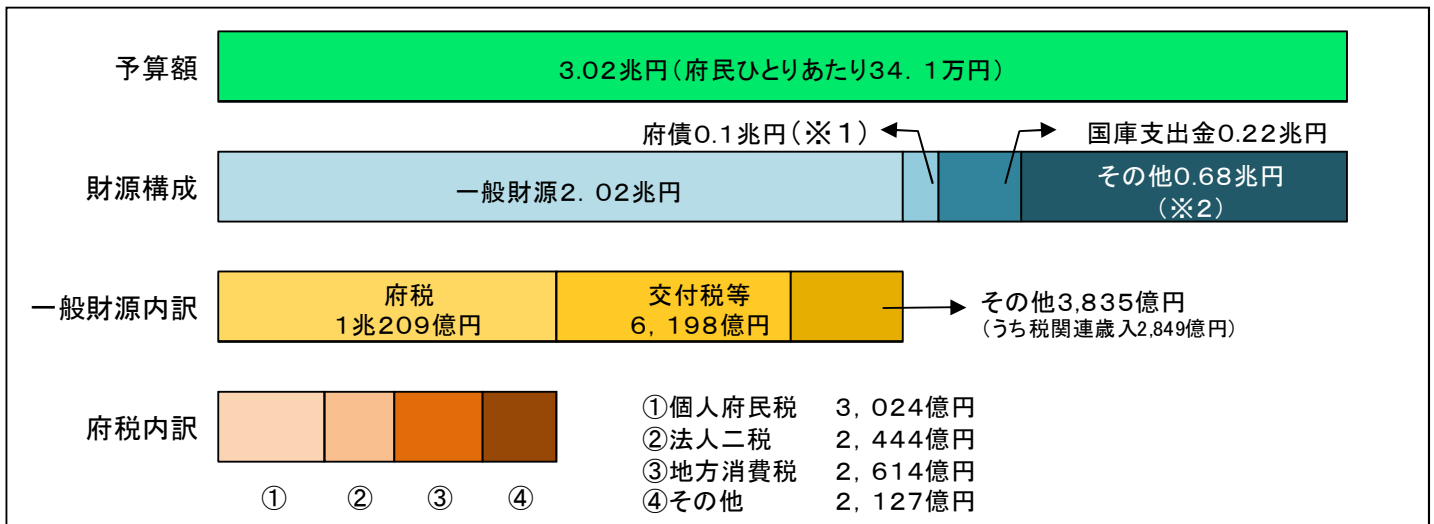 予算額
3.02兆円(府民ひとりあたり34．1万円)
府債0.1兆円(※1)
国庫支出金0.22兆円
財源構成
一般財源2．02兆円
その他0.68兆円
(※2)
一般財源内訳
府税
1兆209億円
交付税等
6，198億円
その他3,835億円
(うち税関連歳入2,849億円)
府税内訳
① ② ③ ④
①個人府民税 3，024億円
②法人二税 2，444億円
③地方消費税 2，614億円
④その他 2，127億円